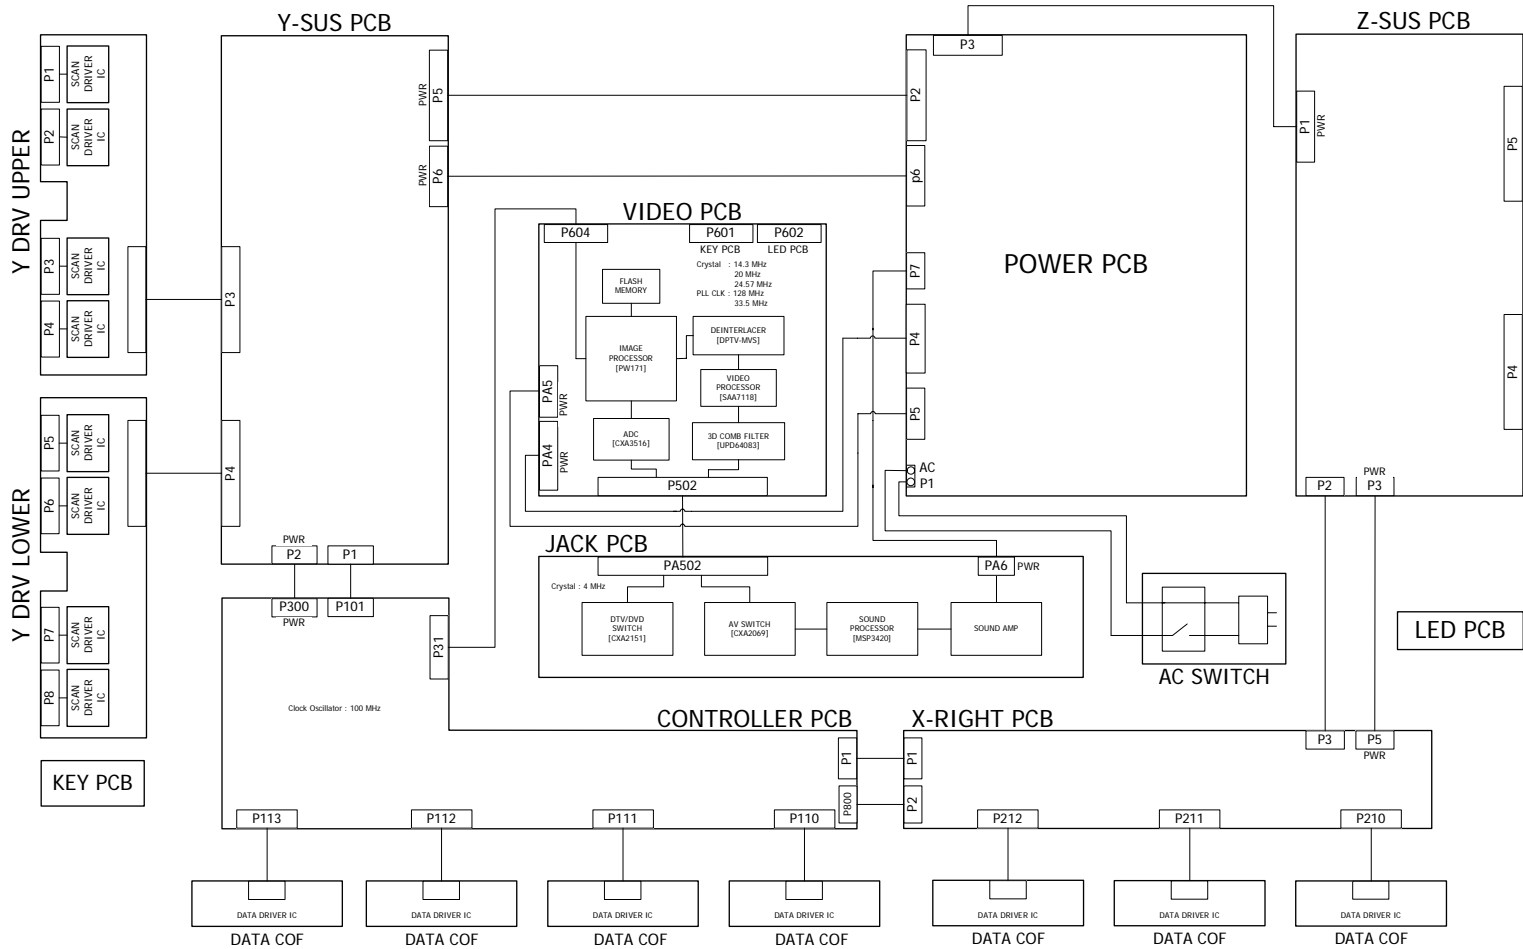 Y-SUS PCB
Z-SUS PCB
Y DRV UPPER
P1
SCAN
DRIVER
IC
P2
SCAN
DRIVER
IC
P3
SCAN
DRIVER
IC
P4
SCAN
DRIVER
IC
Y DRV LOWER
P5
SCAN
DRIVER
IC
P6
SCAN
DRIVER
IC
P7
SCAN
DRIVER
IC
P8
SCAN
DRIVER
IC
KEY PCB
PWR
P5
PWR
P6
P3
P4
PWR
P2
P1
VIDEO PCB
P604
P601
P602
KEY PCB
LED PCB
Crystal : 14.3 MHz
20 MHz
24.57 MHz
PLL CLK : 128 MHz
33.5 MHz
FLASH
MEMORY
IMAGE
PROCESSOR
[PW171]
DEINTERLACER
[DPTV-MVS]
VIDEO
PROCESSOR
[SAA7118]
ADC
[CXA3516]
3D COMB FILTER
[UPD64083]
PA5
PWR
PA4
PWR
P502
POWER PCB
P3
P2
p6
P7
P4
P5
AC
P1
P1
PWR
P5
P4
P2
PWR
P3
JACK PCB
PA502
PA6
PWR
Crystal : 4 MHz
DTV/DVD
SWITCH
[CXA2151]
AV SWITCH
[CXA2069]
SOUND
PROCESSOR
[MSP3420]
SOUND AMP
AC SWITCH
LED PCB
P300
PWR
P101
P31
Clock Oscillator : 100 MHz
CONTROLLER PCB
P1
P800
P113
P112
P111
P110
X-RIGHT PCB
P1
P2
P3
P5
PWR
P212
P211
P210
DATA DRIVER IC
DATA DRIVER IC
DATA DRIVER IC
DATA DRIVER IC
DATA DRIVER IC
DATA DRIVER IC
DATA DRIVER IC
DATA COF
DATA COF
DATA COF
DATA COF
DATA COF
DATA COF
DATA COF